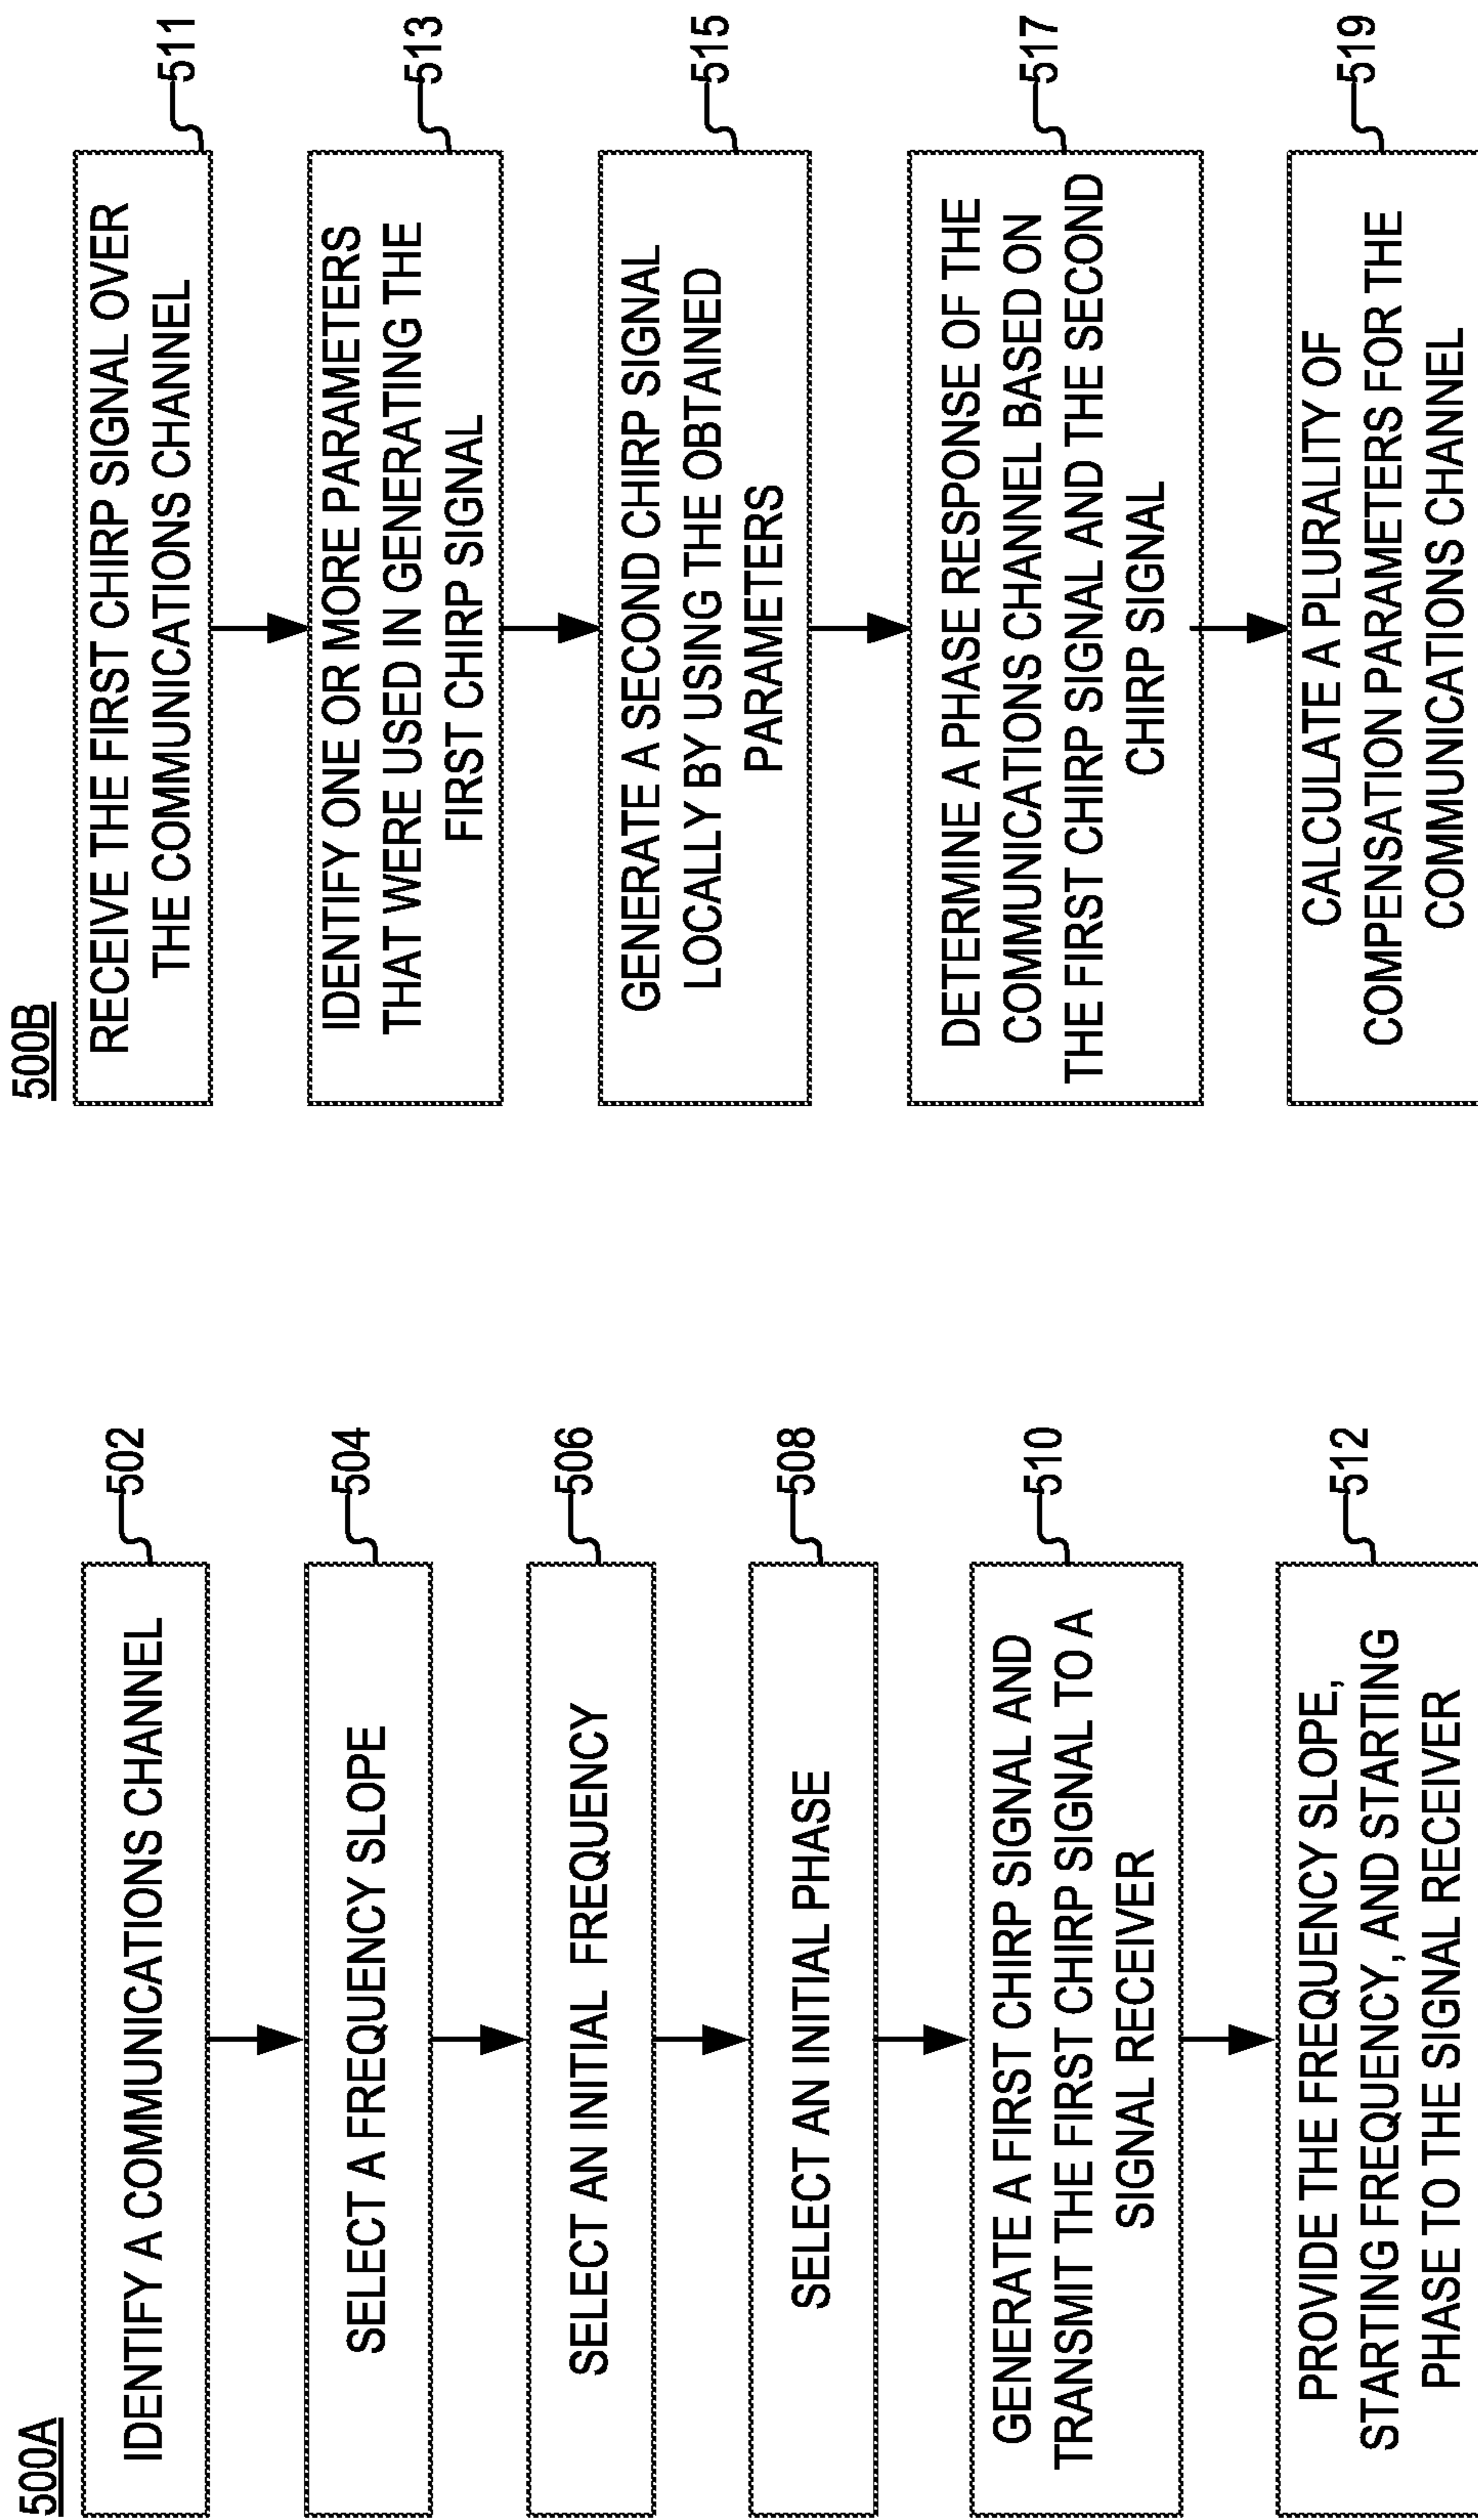 500A
IDENTIFY A COMMUNICATIONS CHANNEL
502
SELECT A FREQUENCY SLOPE
504
SELECT AN INITIAL FREQUENCY
506
SELECT AN INITIAL PHASE
508
GENERATE A FIRST CHIRP SIGNAL AND
TRANSMIT THE FIRST CHIRP SIGNAL TO A
SIGNAL RECEIVER
510
PROVIDE THE FREQUENCY SLOPE,
STARTING FREQUENCY, AND STARTING
PHASE TO THE SIGNAL RECEIVER
512
500B
RECEIVE THE FIRST CHIRP SIGNAL OVER
THE COMMUNICATIONS CHANNEL
511
IDENTIFY ONE OR MORE PARAMETERS
THAT WERE USED IN GENERATING THE
FIRST CHIRP SIGNAL
513
GENERATE A SECOND CHIRP SIGNAL
LOCALLY BY USING THE OBTAINED
PARAMETERS
515
DETERMINE A PHASE RESPONSE OF THE
COMMUNICATIONS CHANNEL BASED ON
THE FIRST CHIRP SIGNAL AND THE SECOND
CHIRP SIGNAL
517
CALCULATE A PLURALITY OF
COMPENSATION PARAMETERS FOR THE
COMMUNICATIONS CHANNEL
519